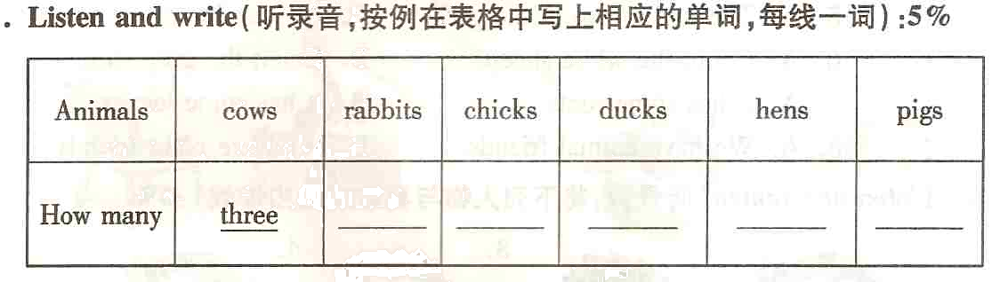 . Listen and write(听录音,按例在表格中写上相应的单词,每线一词):5%
Animals cows rabbits chicks ducks hens pigs
How many three ______ ______ ______ ______ ______